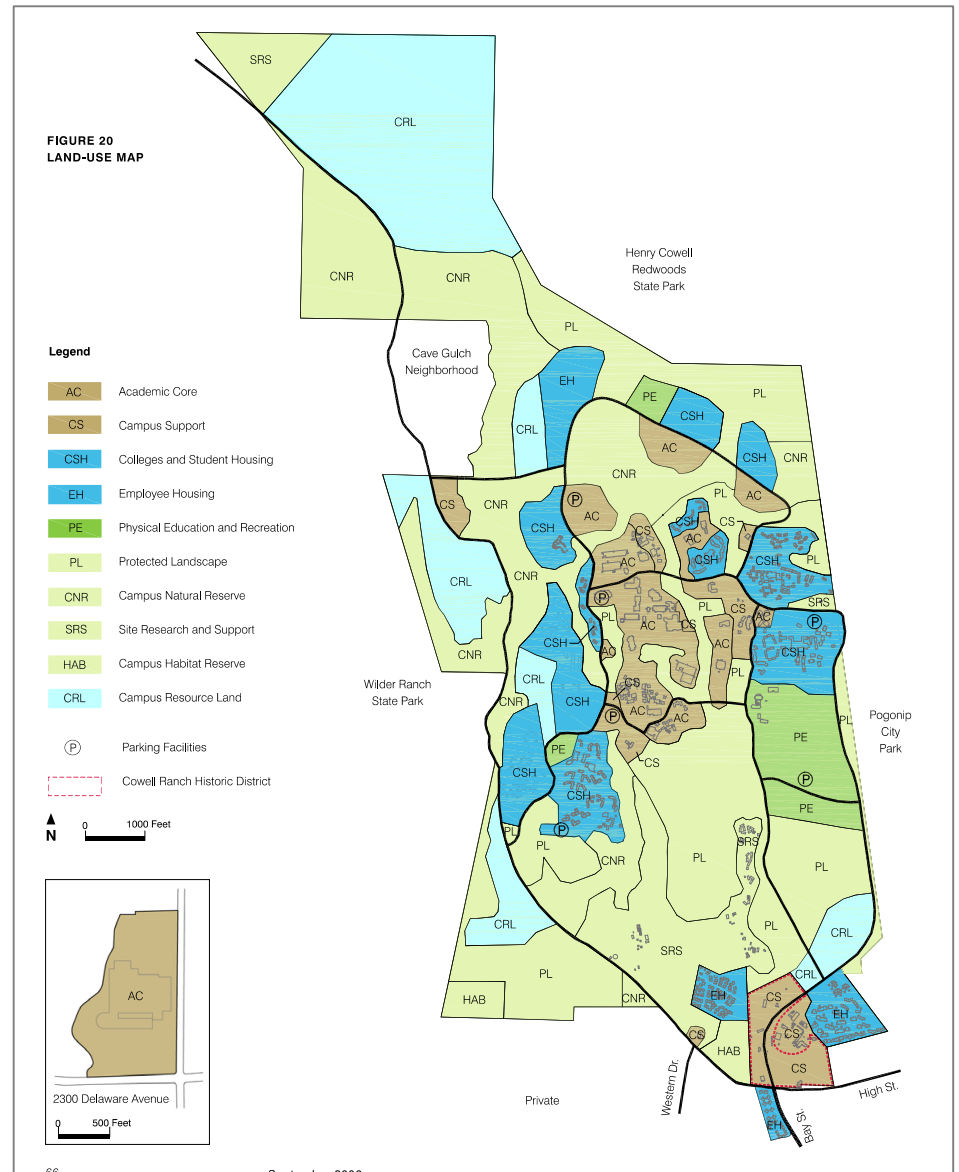 SRS
CRL
FIGURE 20
LAND-USE MAP
Henry Cowell
Redwoods
State Park
CNR
CNR
PL
Cave Gulch
Neighborhood
Legend
AC Academic Core
CS Campus Support
CSH Colleges and Student Housing
EH Employee Housing
PE Physical Education and Recreation
PL Protected Landscape
CNR Campus Natural Reserve
SRS Site Research and Support
HAB Campus Habitat Reserve
CRL Campus Resource Land
P Parking Facilities
Cowell Ranch Historic District
N
0 1000 Feet
EH
PE
CSH
PL
CRL
AC
CSH
CNR
CNR
AC
CS
CNR
P
AC
PL
CSH
CS
CSH
CS
AC
CSH
AC
CSH
PL
CRL
CNR
P
PL
AC
CS
PL
CS
AC
SRS
P
CSH
CSH
AC
AC
PL
CNR
CRL
Wilder Ranch
State Park
CNR
CSH
CS
AC
AC
P
CS
PL
Pogonip
City
Park
PE
P
PE
PE
CSH
CSH
P
PL
PL
CNR
PL
SRS
PL
CRL
PL
CRL
SRS
PL
CRL
HAB
CNR
EH
CS
EH
CS
CS
HAB
CS
EH
Western Dr.
Bay St.
High St.
Private
AC
2300 Delaware Avenue
0 500 Feet
66